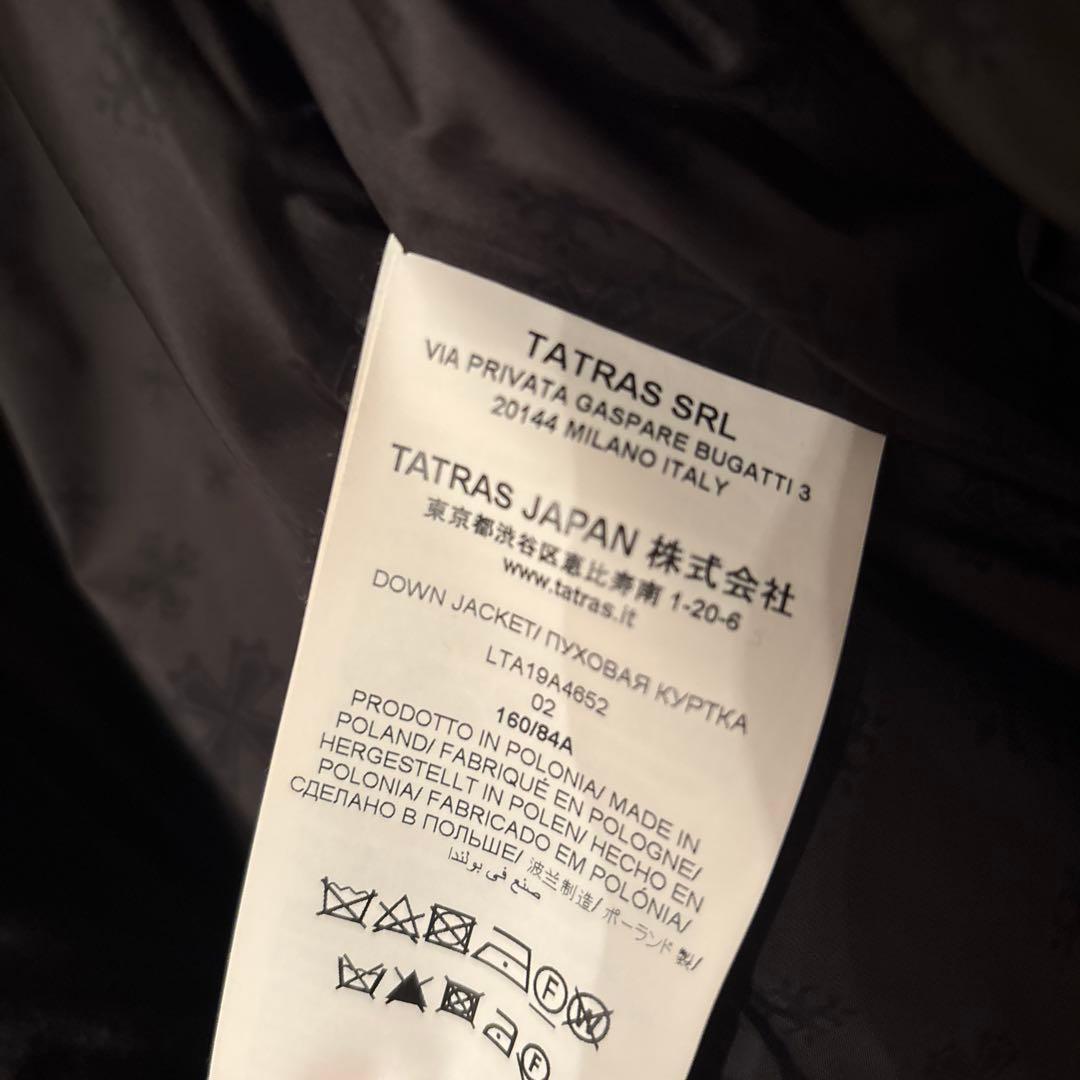 TATRAS SRL
VIA PRIVATA GASPARE BUGATTI 3
20144 MILANO ITALY
TATRAS JAPAN 株式会社
東京都渋谷区恵比寿南 1-20-6
www.tatras.it
DOWN JACKET/ ПУХОВАЯ КУРТКА
LTA19A4652
02
160/84A
PRODOTTO IN POLONIA/ MADE IN
POLAND/ FABRIQUÉ EN POLOGNE/
HERGESTELLT IN POLEN/ HECHO EN
POLONIA/ FABRICADO EM POLÓNIA/
СДЕЛАНО В ПОЛЬШЕ/ 波兰制造/ ポーランド 製/
صنع في بولندا
F
W
F